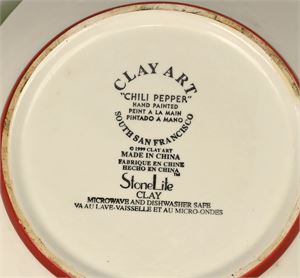 CLAY ART
"CHILI PEPPER"
HAND PAINTED
PEINT A LA MAIN
PINTADO A MANO
SOUTH SAN FRANCISCO
© 1999 CLAY ART
MADE IN CHINA
FABRIQUE EN CHINE
HECHO EN CHINA
StoneLite™
CLAY
MICROWAVE AND DISHWASHER SAFE
VA AU LAVE-VAISSELLE ET AU MICRO-ONDES